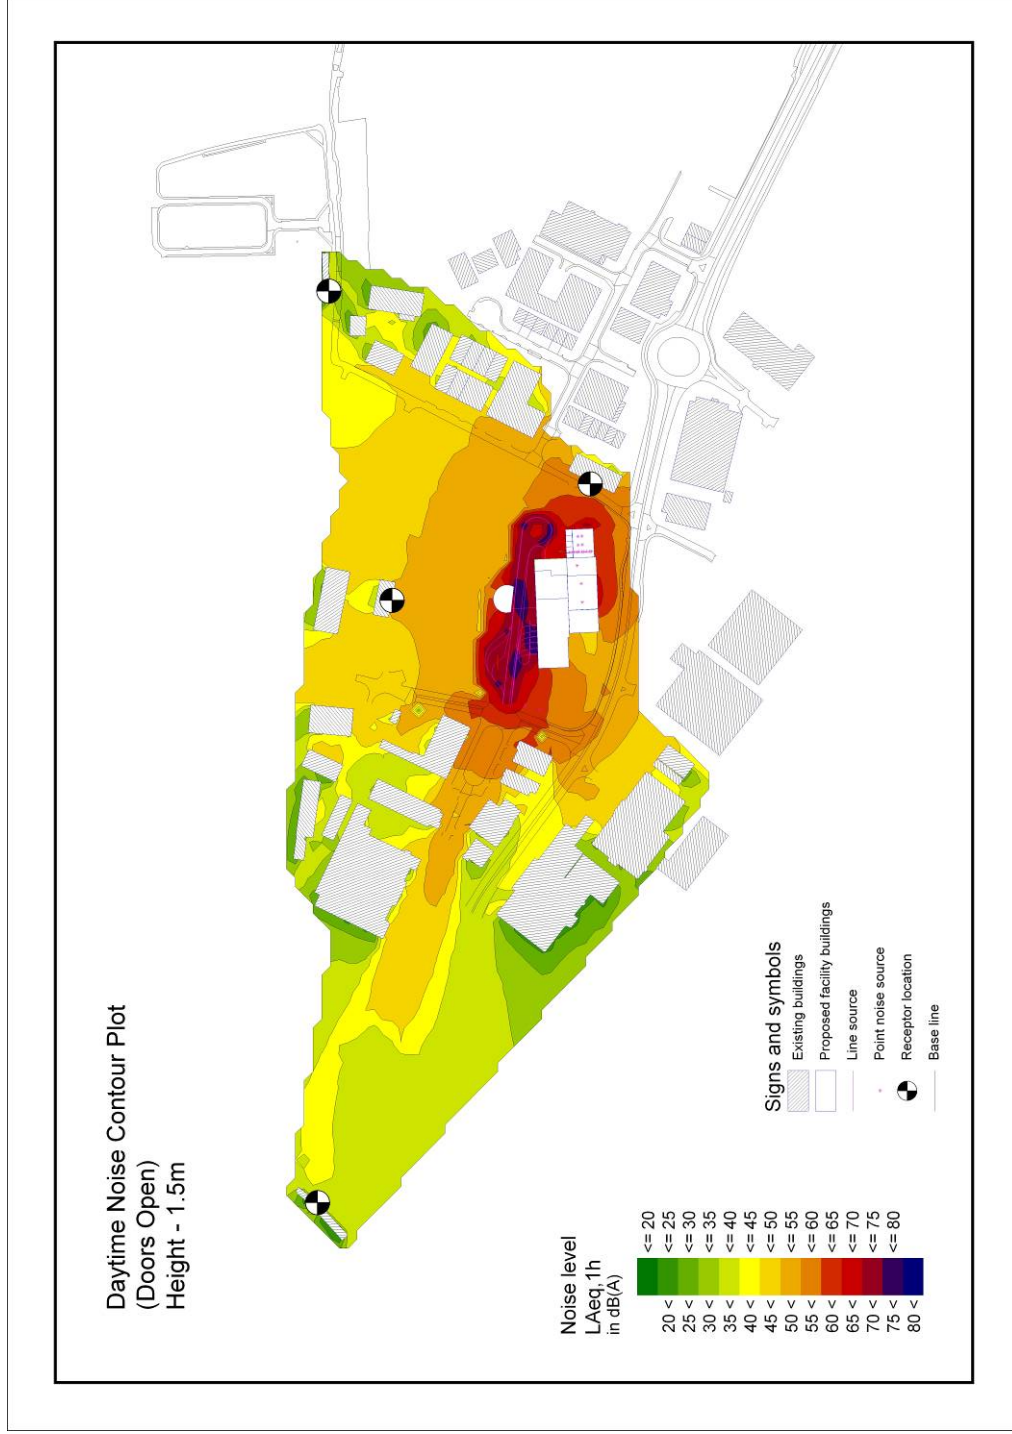 Daytime Noise Contour Plot
(Doors Open)
Height - 1.5m
Noise level
LAeq,1h
in dB(A)
<= 20
20 < <= 25
25 < <= 30
30 < <= 35
35 < <= 40
40 < <= 45
45 < <= 50
50 < <= 55
55 < <= 60
60 < <= 65
65 < <= 70
70 < <= 75
75 < <= 80
80 <
Signs and symbols
Existing buildings
Proposed facility buildings
Line source
Point noise source
Receptor location
Base line